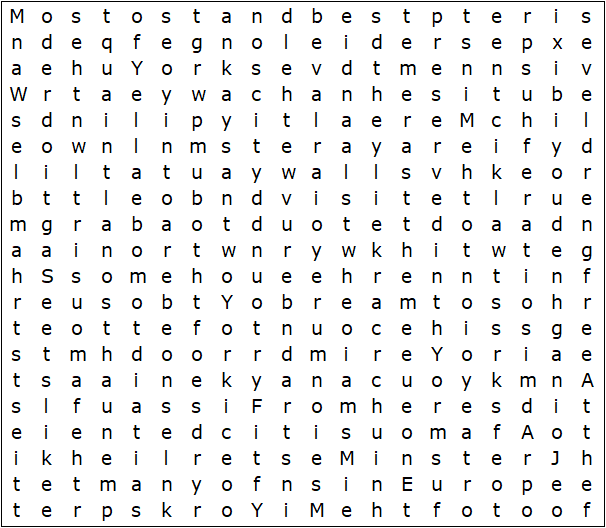 M o s t o s t a n d b e s t p t e r i s
n d e q f e g n o l e i d e r s e p x e
a e h u Y o r k s e v d t m e n n s i v
W r t a e y w a c h a n h e s i t u b e
s d n i l i p y i t l a e r e M c h i l
e o w n l n m s t e r a y a r e i f y d
l i l t a t u a y w a l l s v h k e o r
b t t l e o b n d v i s i t e t l r u e
m g r a b a o t d u o t e t d o a a d n
a a i n o r t w n r y w k h i t w t e g
h S s o m e h o u e e h r e n n t i n f
r e u s o b t Y o b r e a m t o s o h r
t e o t t e f o t n u o c e h i s s g e
s t m h d o o r r d m i r e Y o r i a e
t s a a i n e k y a n a c u o y k m n A
s l f u a s s i F r o m h e r e s d i t
e i e n t e d c i t i s u o m a f A o t
i k h e i l r e t s e M i n s t e r J h
t e t m a n y o f n s i n E u r o p e e
t e r p s k r o Y i M e h t f o t o o f